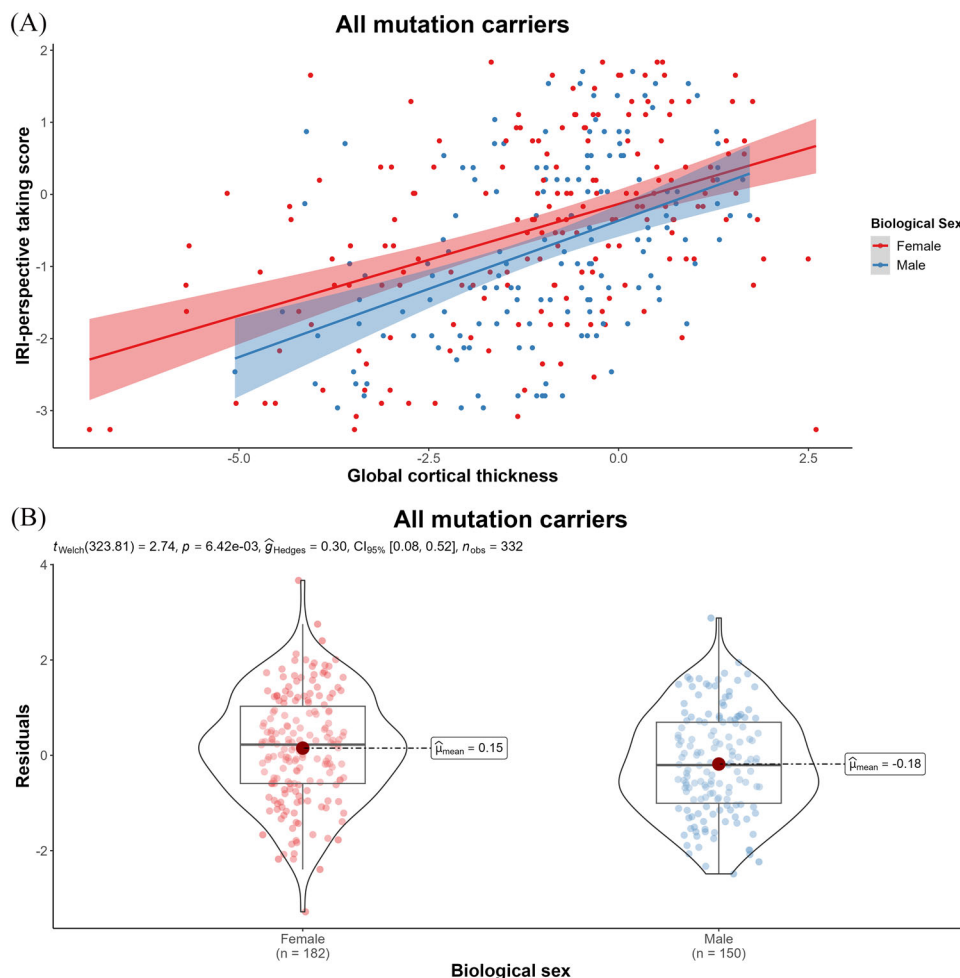 (A)
All mutation carriers
IRI-perspective taking score
2
1
0
-1
-2
-3
-5.0
-2.5
0.0
2.5
Global cortical thickness
Biological Sex
Female
Male
(B)
All mutation carriers
t Welch(323.81) = 2.74, p = 6.42e-03, ĝ Hedges = 0.30, CI95% [0.08, 0.52], nobs = 332
Residuals
4
2
0
-2
μ̂mean = 0.15
μ̂mean = -0.18
Female
(n = 182)
Male
(n = 150)
Biological sex